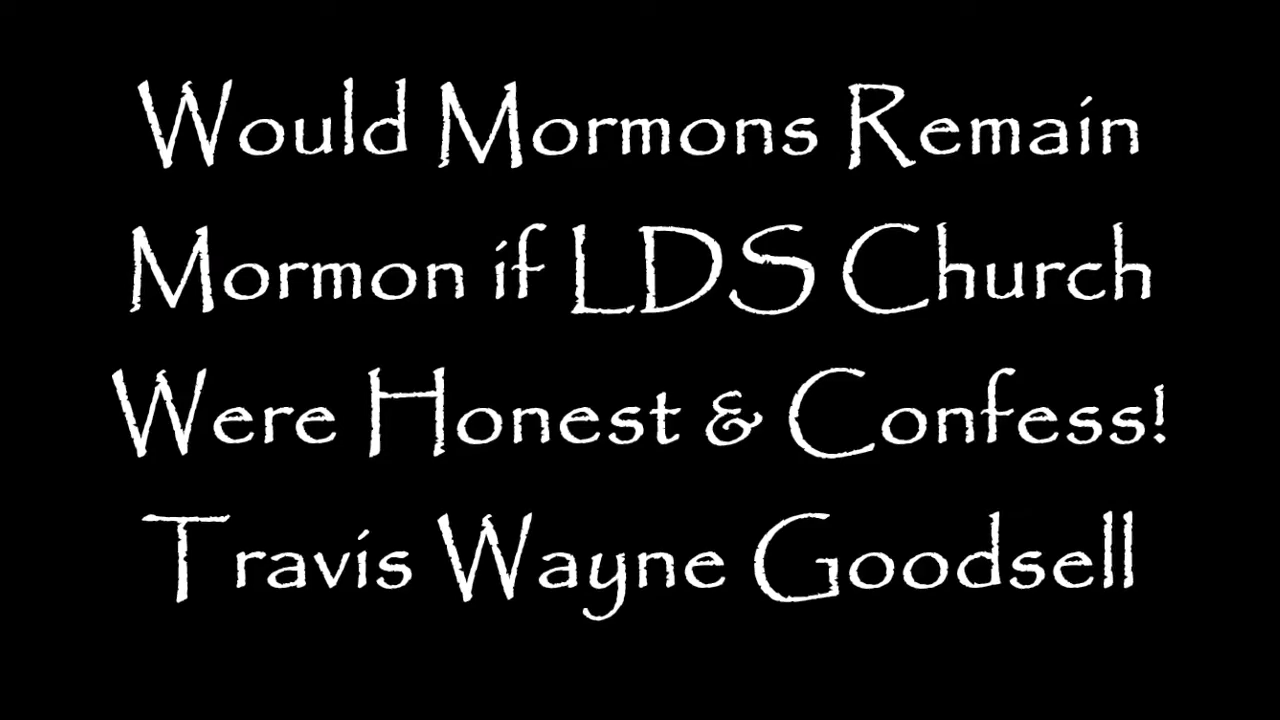 Would Mormons Remain
Mormon if LDS Church
Were Honest & Confess!
Travis Wayne Goodsell